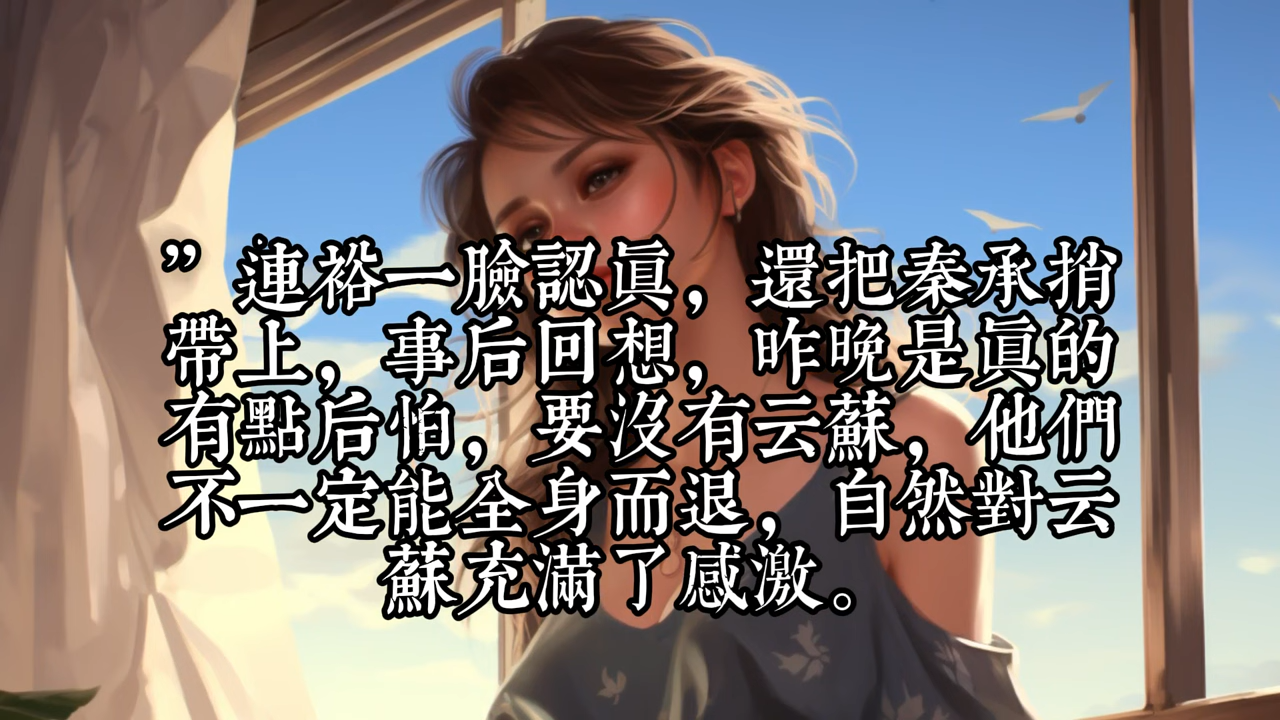 ”連裕一臉認眞，還把秦承捎
帶上，事后回想，昨晚是眞的
有點后怕，要沒有云蘇，他們
不一定能全身而退，自然對云
蘇充滿了感激。